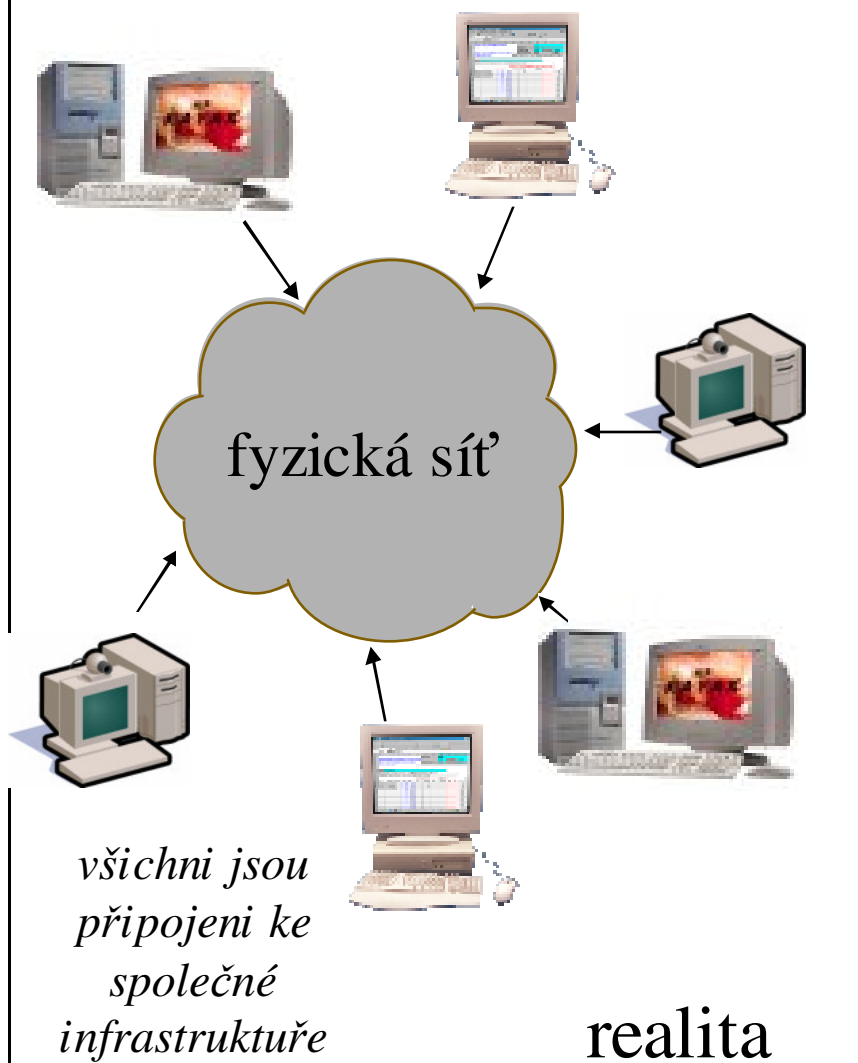 fyzická síť
všichni jsou
připojeni ke
společné
infrastruktuře
realita